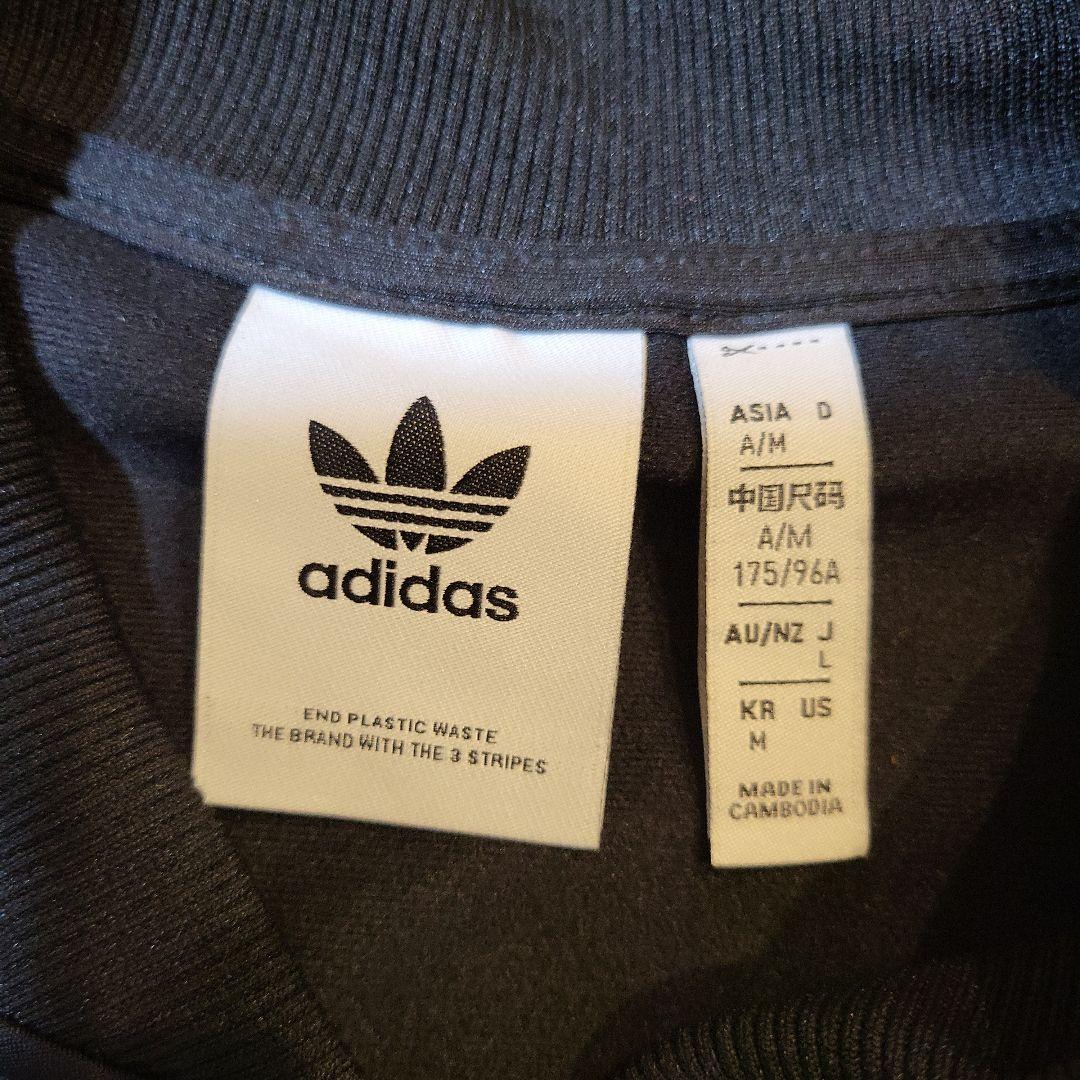 adidas
END PLASTIC WASTE
THE BRAND WITH THE 3 STRIPES
ASIA D
A/M
中国尺码
A/M
175/96A
AU/NZ J
L
KR US
M
MADE IN
CAMBODIA